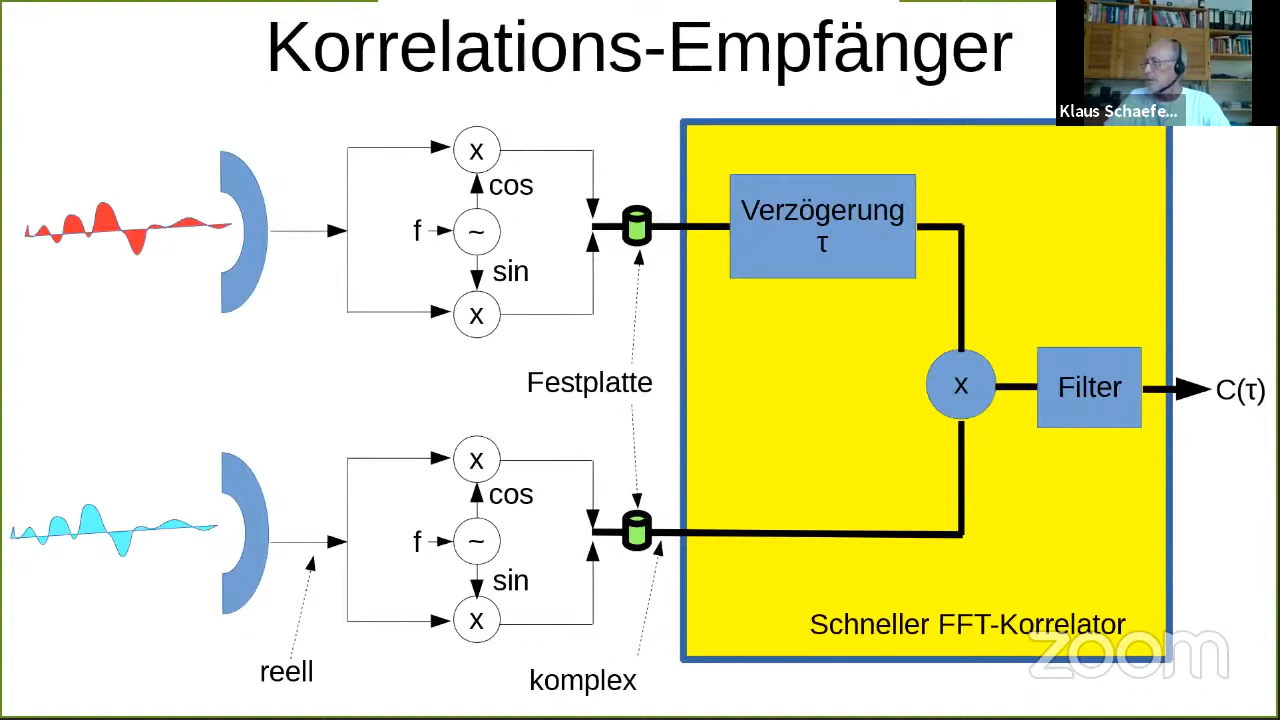 Korrelations-Empfänger
Klaus Schaefe...
x
cos
f
~
sin
x
Verzögerung
τ
Festplatte
x
Filter
C(τ)
x
cos
f
~
sin
x
Schneller FFT-Korrelator
reell
komplex
zoom